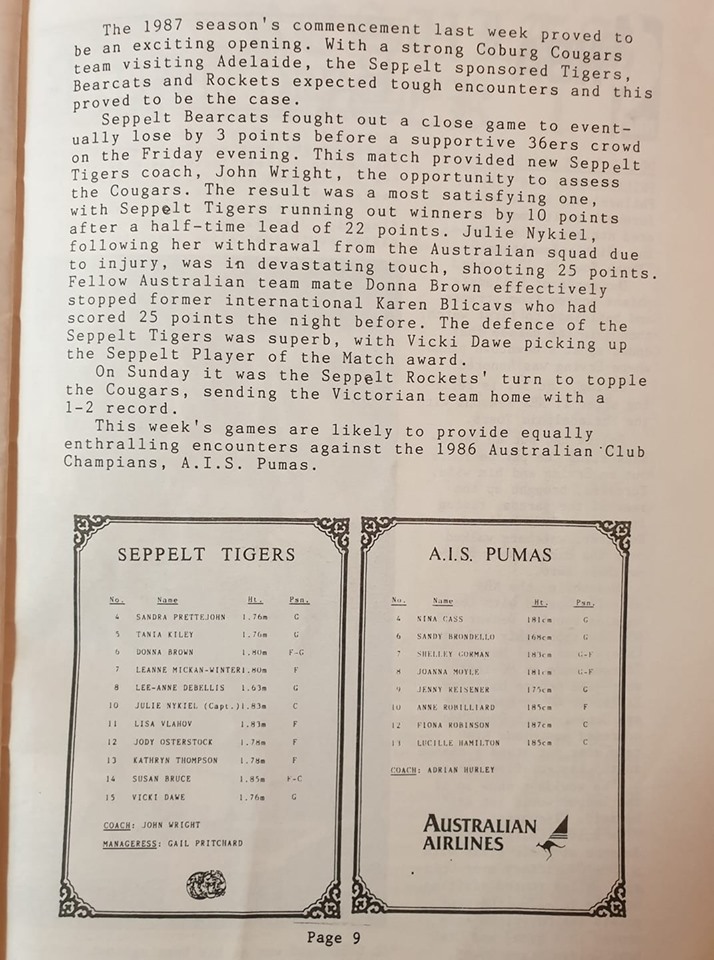 The 1987 season's commencement last week proved to
be an exciting opening. With a strong Coburg Cougars
team visiting Adelaide, the Seppelt sponsored Tigers,
Bearcats and Rockets expected tough encounters and this
proved to be the case.
Seppelt Bearcats fought out a close game to event-
ually lose by 3 points before a supportive 36ers crowd
on the Friday evening. This match provided new Seppelt
Tigers coach, John Wright, the opportunity to assess
the Cougars. The result was a most satisfying one,
with Seppelt Tigers running out winners by 10 points
after a half-time lead of 22 points. Julie Nykiel,
following her withdrawal from the Australian squad due
to injury, was in devastating touch, shooting 25 points.
Fellow Australian team mate Donna Brown effectively
stopped former international Karen Blicavs who had
scored 25 points the night before. The defence of the
Seppelt Tigers was superb, with Vicki Dawe picking up
the Seppelt Player of the Match award.
On Sunday it was the Seppelt Rockets' turn to topple
the Cougars, sending the Victorian team home with a
1-2 record.
This week's games are likely to provide equally
enthralling encounters against the 1986 Australian Club
Champians, A.I.S. Pumas.
SEPPELT TIGERS
No. Name Ht. Psn.
4 SANDRA PRETTEJOHN 1.76m G
5 TANIA KILEY 1.76m G
6 DONNA BROWN 1.80m F-G
7 LEANNE MICKAN-WINTER1.80m F
8 LEE-ANNE DEBELLIS 1.63m G
10 JULIE NYKIEL (Capt.)1.83m C
11 LISA VLAHOV 1.83m F
12 JODY OSTERSTOCK 1.78m F
13 KATHRYN THOMPSON 1.78m F
14 SUSAN BRUCE 1.85m F-C
15 VICKI DAWE 1.76m G
COACH: JOHN WRIGHT
MANAGERESS: GAIL PRITCHARD
A.I.S. PUMAS
No. Name Ht. Psn.
4 NINA CASS 181cm G
6 SANDY BRONDELLO 168cm G
7 SHELLEY GORMAN 183cm G-F
8 JOANNA MOYLE 181cm G-F
9 JENNY REISENER 175cm G
10 ANNE ROBILLIARD 185cm F
12 FIONA ROBINSON 187cm C
LUCILLE HAMILTON 185cm C
COACH: ADRIAN HURLEY
AUSTRALIAN
AIRLINES
Page 9